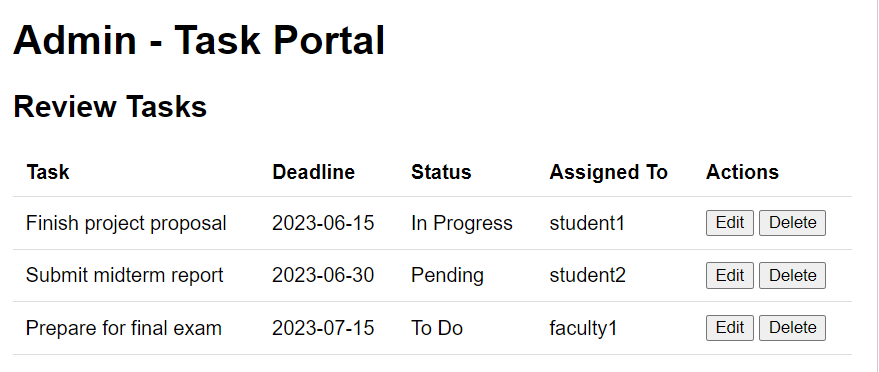 Admin - Task Portal
Review Tasks
Task Deadline Status Assigned To Actions
Finish project proposal 2023-06-15 In Progress student1 Edit Delete
Submit midterm report 2023-06-30 Pending student2 Edit Delete
Prepare for final exam 2023-07-15 To Do faculty1 Edit Delete